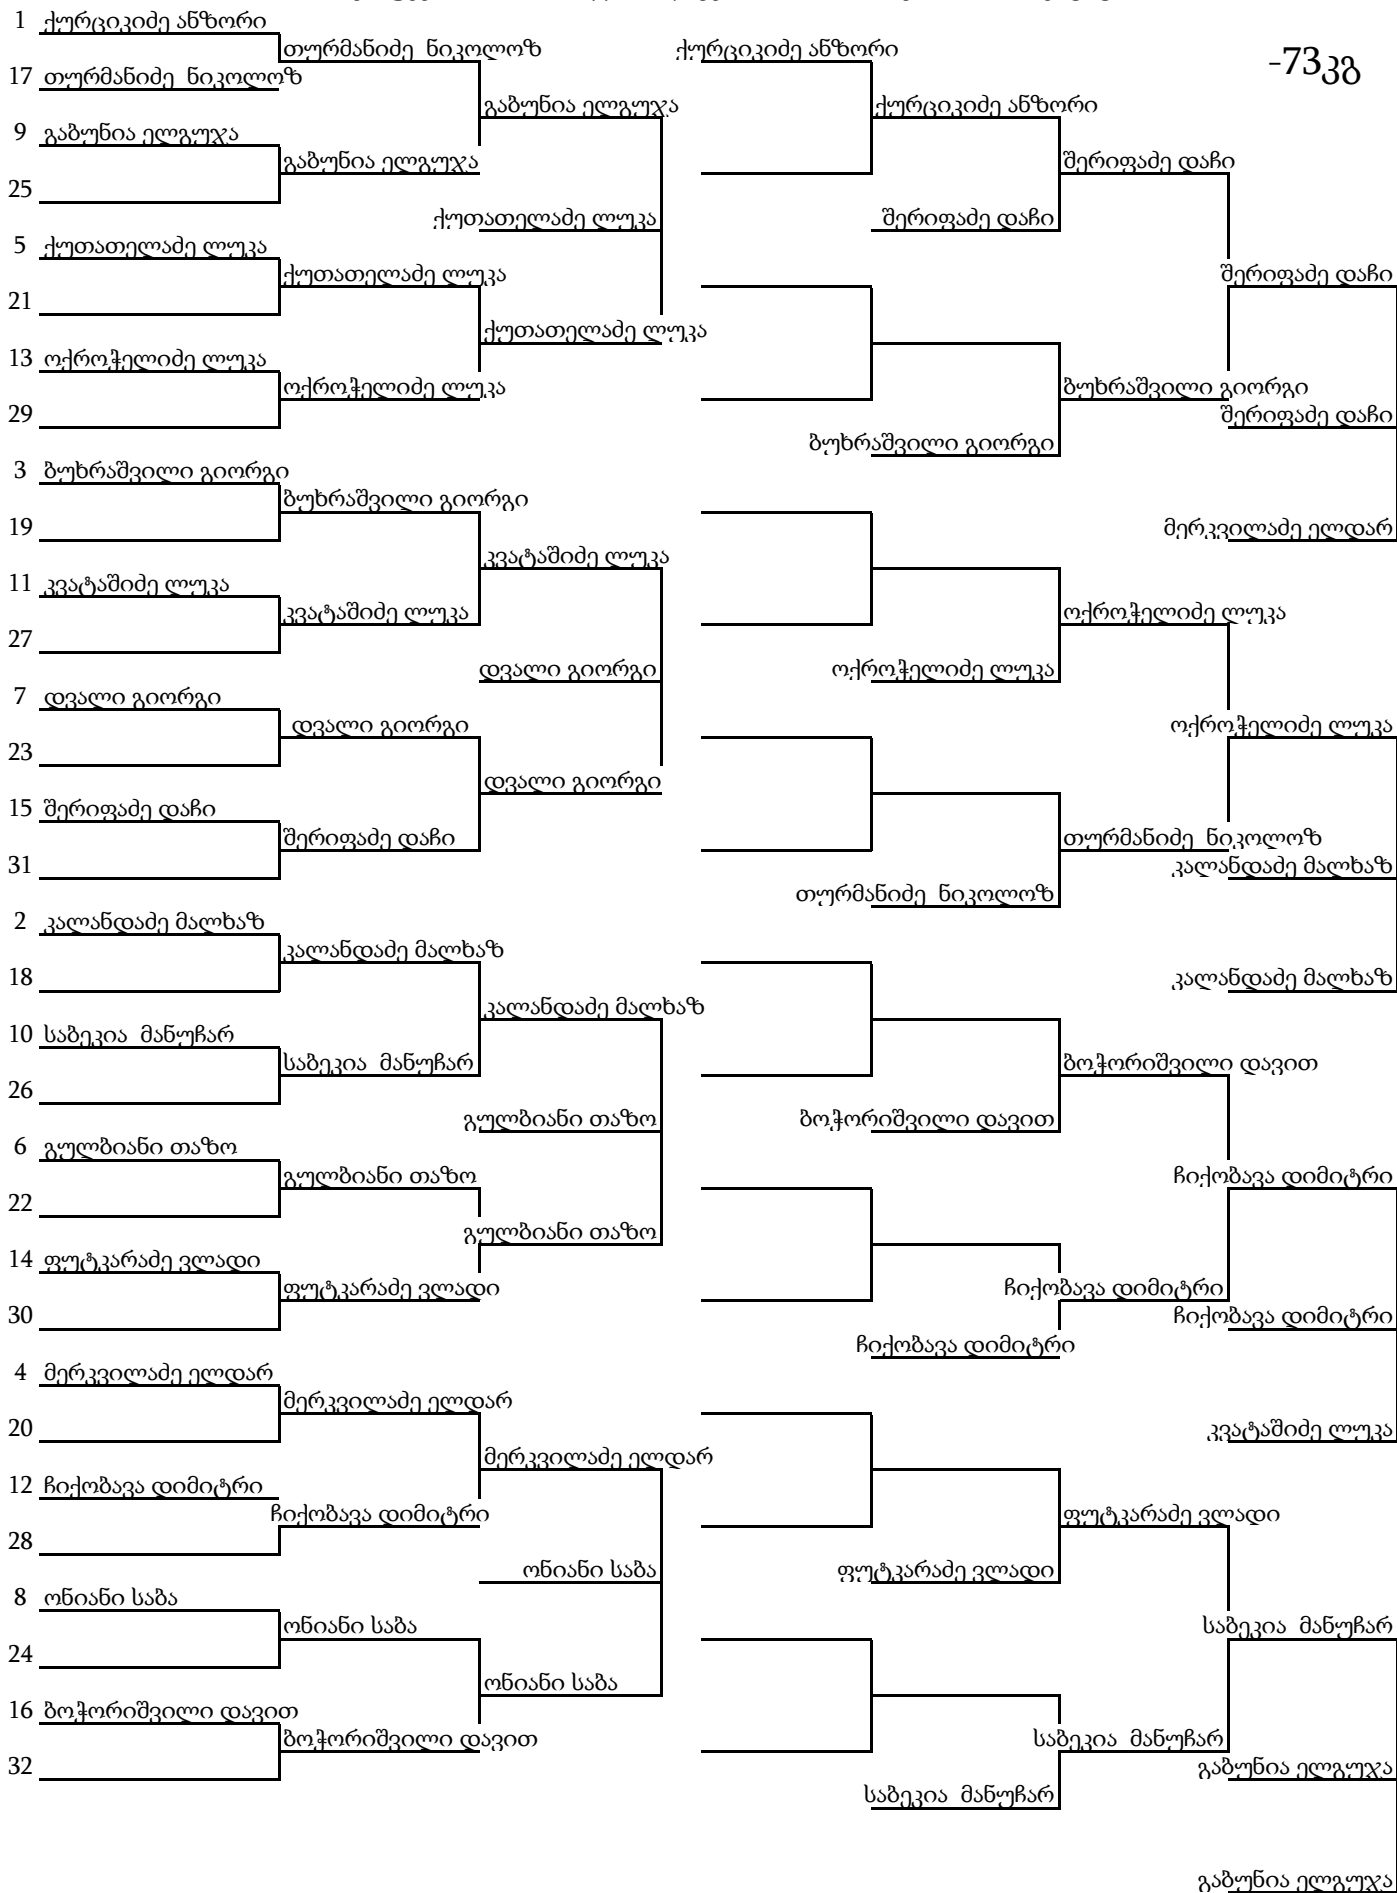 1 ქურციკიძე ანზორი
თურმანიძე ნიკოლოზ
ქურციკიძე ანზორი
-73კგ
17 თურმანიძე ნიკოლოზ
გაბუნია ელგუჯა
ქურციკიძე ანზორი
9 გაბუნია ელგუჯა
გაბუნია ელგუჯა
შერიფაძე დაჩი
25
ქუთათელაძე ლუკა
შერიფაძე დაჩი
5 ქუთათელაძე ლუკა
ქუთათელაძე ლუკა
შერიფაძე დაჩი
21
ქუთათელაძე ლუკა
13 ოქროჭელიძე ლუკა
ოქროჭელიძე ლუკა
ბუხრაშვილი გიორგი
29
შერიფაძე დაჩი
ბუხრაშვილი გიორგი
3 ბუხრაშვილი გიორგი
ბუხრაშვილი გიორგი
19
მერკვილაძე ელდარ
კვატაშიძე ლუკა
11 კვატაშიძე ლუკა
კვატაშიძე ლუკა
ოქროჭელიძე ლუკა
27
დვალი გიორგი
ოქროჭელიძე ლუკა
7 დვალი გიორგი
დვალი გიორგი
ოქროჭელიძე ლუკა
23
დვალი გიორგი
15 შერიფაძე დაჩი
შერიფაძე დაჩი
თურმანიძე ნიკოლოზ
31
კალანდაძე მალხაზ
თურმანიძე ნიკოლოზ
2 კალანდაძე მალხაზ
კალანდაძე მალხაზ
18
კალანდაძე მალხაზ
კალანდაძე მალხაზ
10 საბეკია მანუჩარ
საბეკია მანუჩარ
ბოჭორიშვილი დავით
26
გულბიანი თაზო
ბოჭორიშვილი დავით
6 გულბიანი თაზო
გულბიანი თაზო
ჩიქობავა დიმიტრი
22
გულბიანი თაზო
14 ფუტკარაძე ვლადი
ფუტკარაძე ვლადი
ჩიქობავა დიმიტრი
30
ჩიქობავა დიმიტრი
ჩიქობავა დიმიტრი
4 მერკვილაძე ელდარ
მერკვილაძე ელდარ
20
კვატაშიძე ლუკა
მერკვილაძე ელდარ
12 ჩიქობავა დიმიტრი
ჩიქობავა დიმიტრი
ფუტკარაძე ვლადი
28
ონიანი საბა
ფუტკარაძე ვლადი
8 ონიანი საბა
ონიანი საბა
საბეკია მანუჩარ
24
ონიანი საბა
16 ბოჭორიშვილი დავით
ბოჭორიშვილი დავით
საბეკია მანუჩარ
32
გაბუნია ელგუჯა
საბეკია მანუჩარ
გაბუნია ელგუჯა